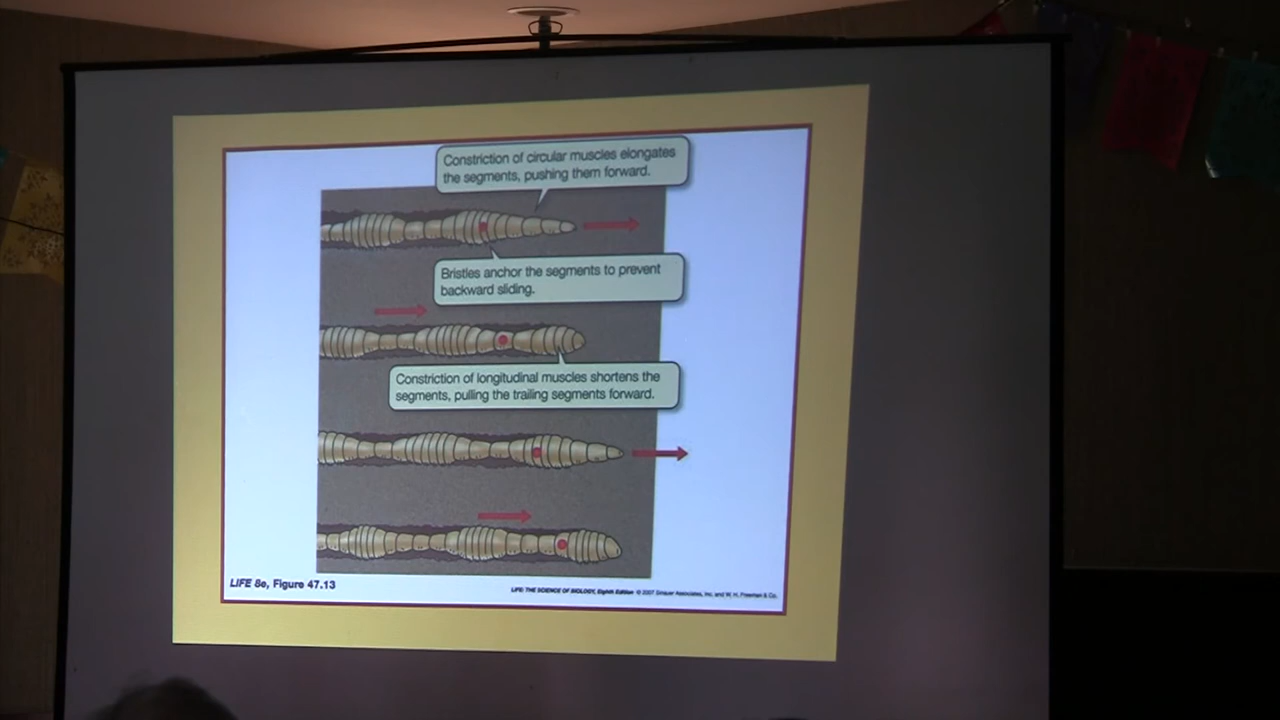 Constriction of circular muscles elongates
the segments, pushing them forward.
Bristles anchor the segments to prevent
backward sliding.
Constriction of longitudinal muscles shortens the
segments, pulling the trailing segments forward.
LIFE 8e, Figure 47.13
LIFE: THE SCIENCE OF BIOLOGY, Eighth Edition © 2007 Sinauer Associates, Inc. and W. H. Freeman & Co.